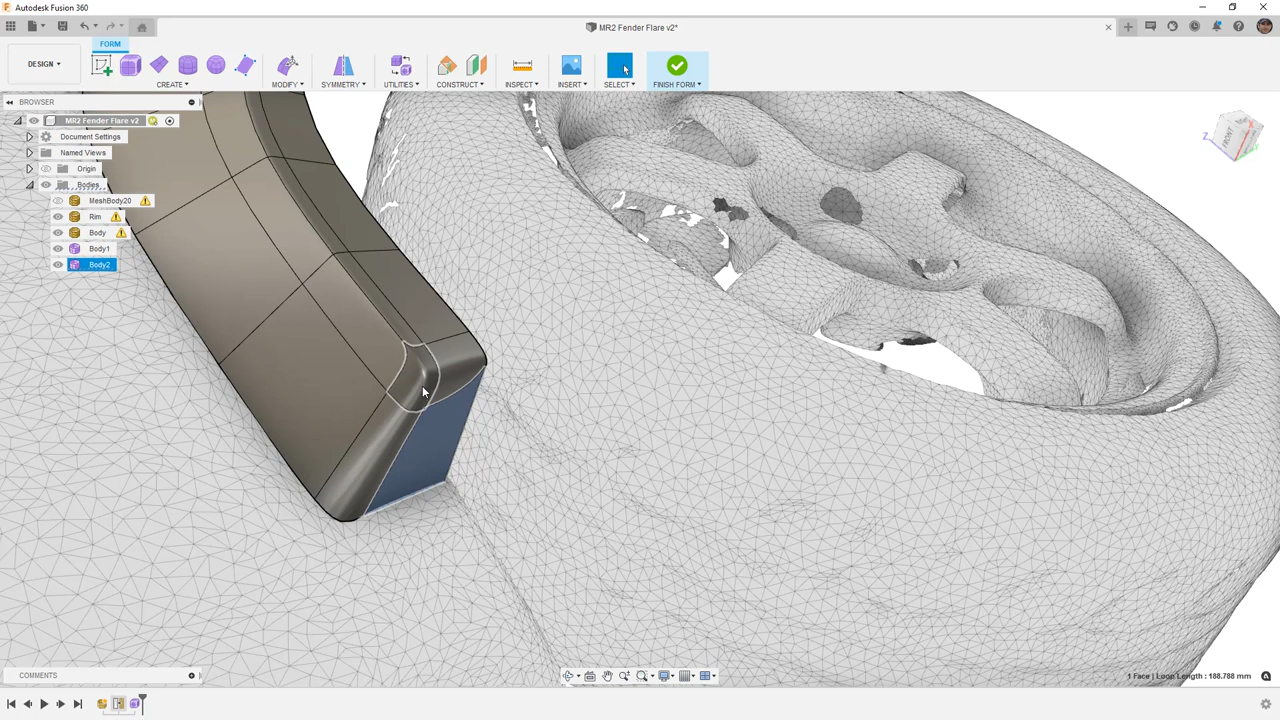 Autodesk Fusion 360
MR2 Fender Flare v2*
FORM
DESIGN
CREATE
MODIFY
SYMMETRY
UTILITIES
CONSTRUCT
INSPECT
INSERT
SELECT
FINISH FORM
BROWSER
MR2 Fender Flare v2
Document Settings
Named Views
Origin
Bodies
MeshBody20
Rim
Body
Body1
Body2
FRONT
Z
COMMENTS
1 Face | Loop Length : 188.788 mm